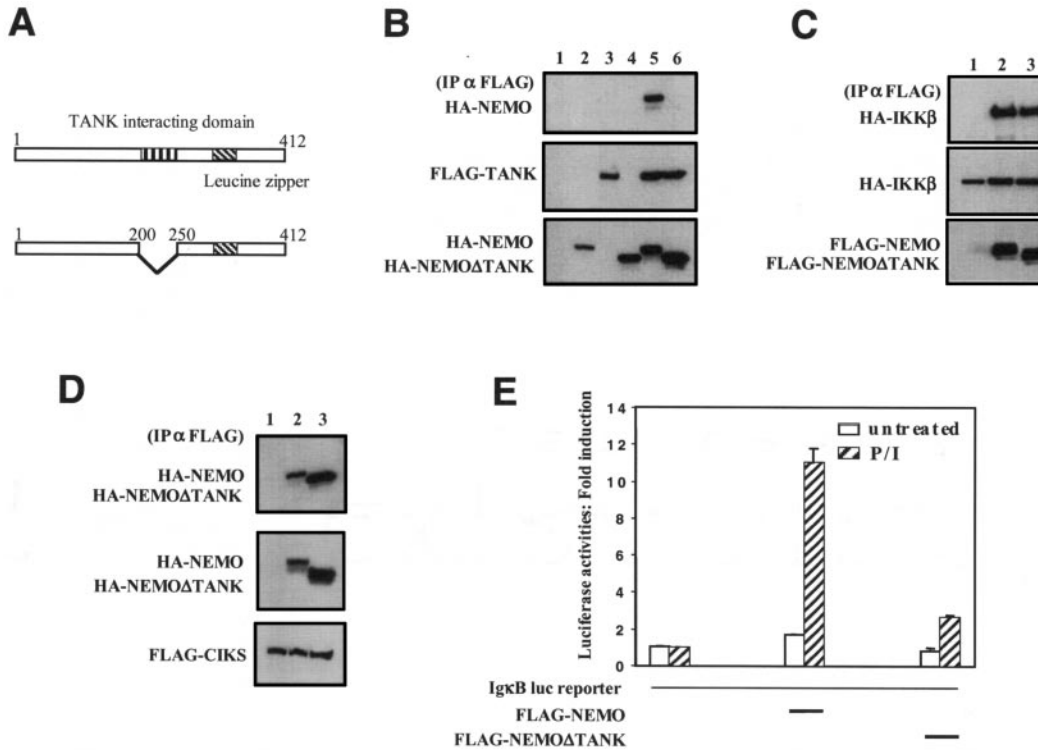 A
TANK interacting domain
1 412
Leucine zipper
1 200 250 412
B
1 2 3 4 5 6
(IP α FLAG)
HA-NEMO
FLAG-TANK
HA-NEMO
HA-NEMOΔTANK
C
1 2 3
(IP α FLAG)
HA-IKKβ
HA-IKKβ
FLAG-NEMO
FLAG-NEMOΔTANK
D
1 2 3
(IP α FLAG)
HA-NEMO
HA-NEMOΔTANK
HA-NEMO
HA-NEMOΔTANK
FLAG-CIKS
E
Luciferase activities: Fold induction
14
12
10
8
6
4
2
0
untreated
P/I
IgκB luc reporter
FLAG-NEMO
FLAG-NEMOΔTANK